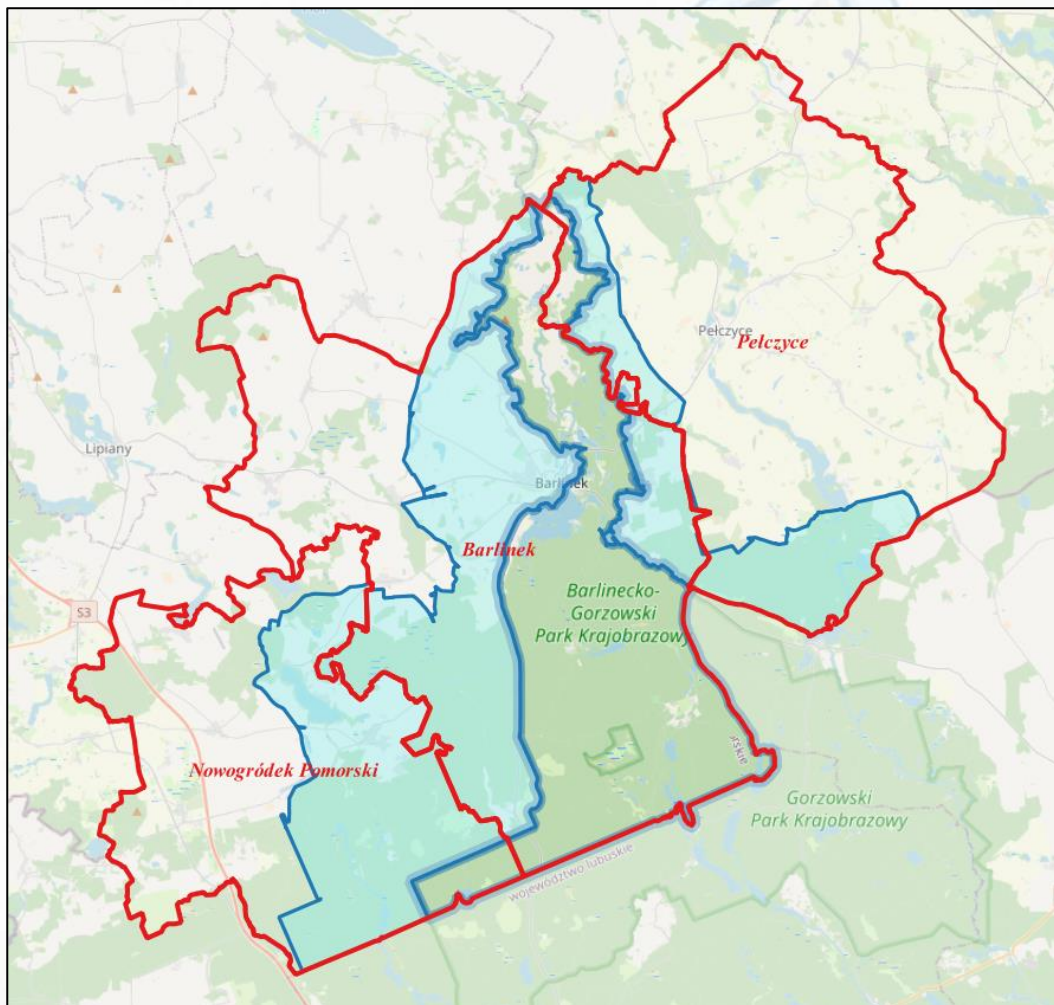 Pełczyce
Pełczyce
Lipiany
Barlinek
Barlinek
Barlinecko-
Gorzowski
Park Krajobrazowy
S3
Nowogródek Pomorski
Gorzowski
Park Krajobrazowy
województwo lubuskie